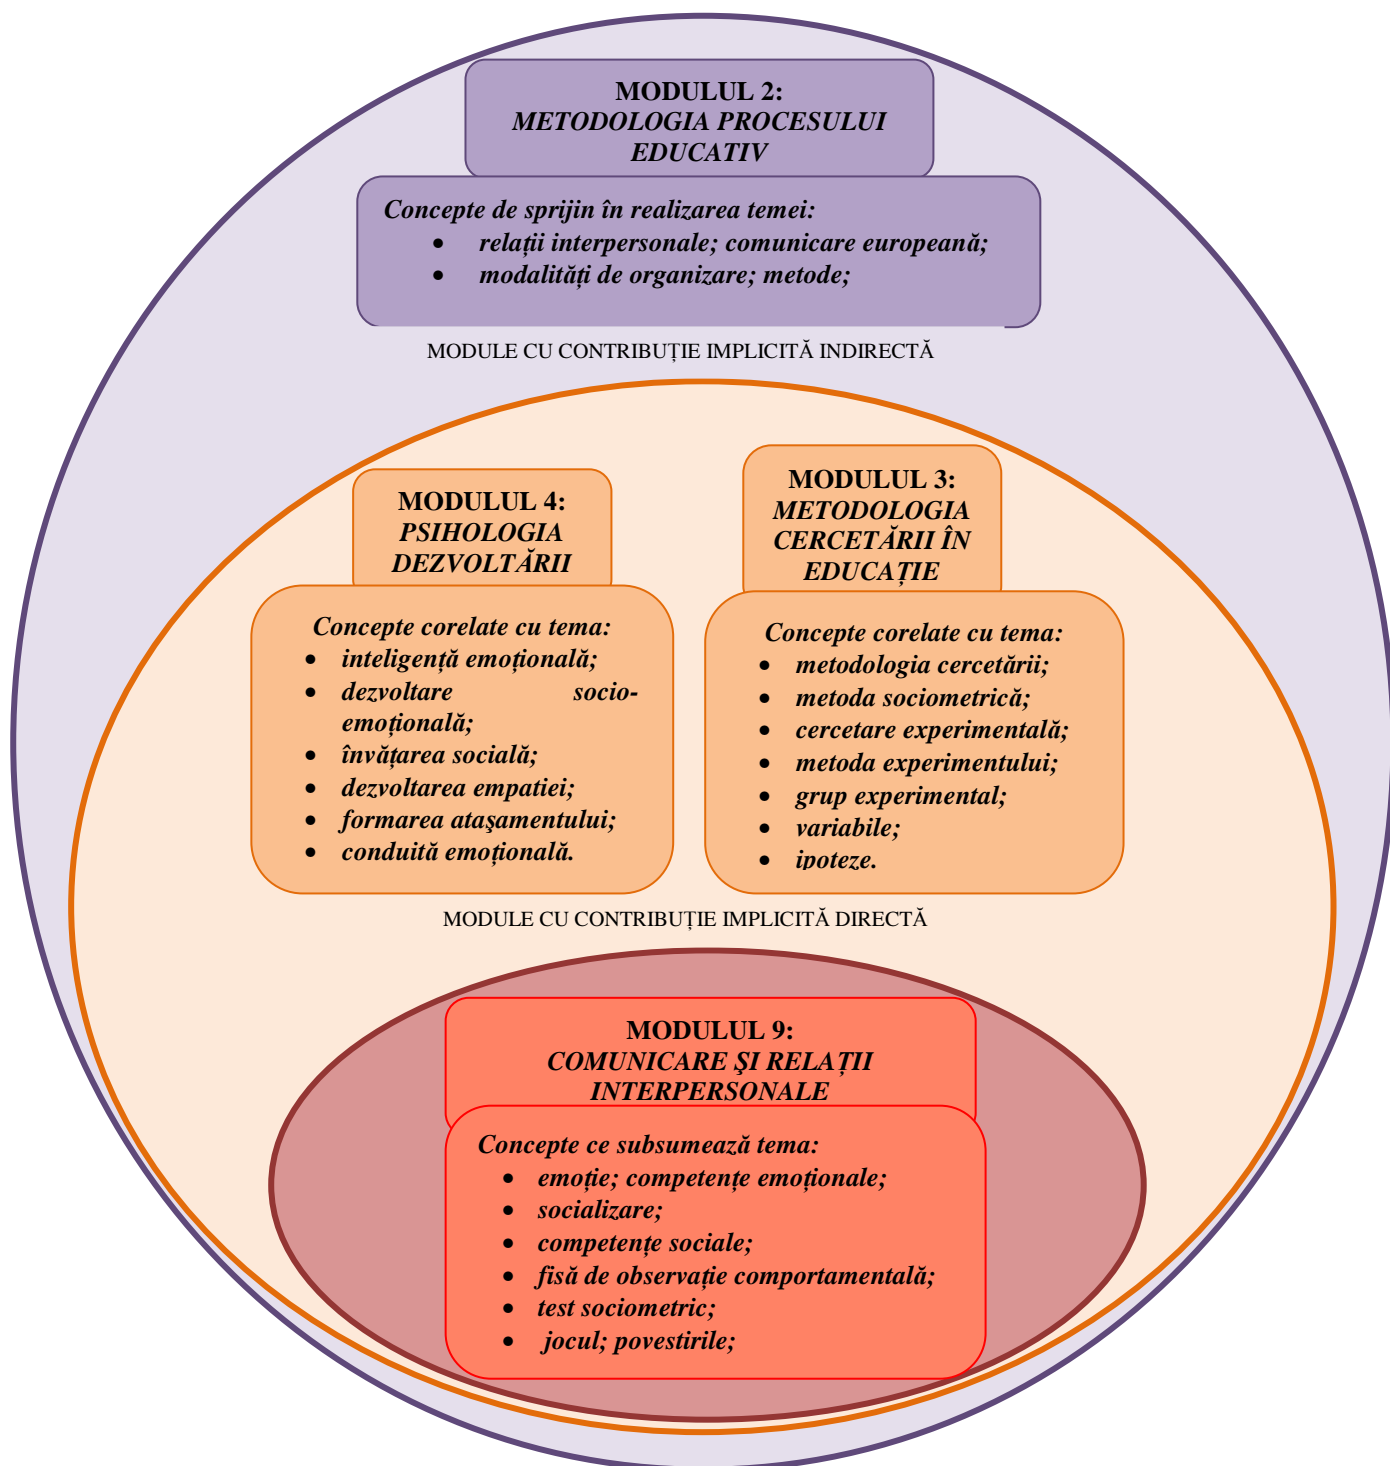 MODULUL 2:
METODOLOGIA PROCESULUI
EDUCATIV
Concepte de sprijin în realizarea temei:
• relații interpersonale; comunicare europeană;
• modalități de organizare; metode;
MODULE CU CONTRIBUȚIE IMPLICITĂ INDIRECTĂ
MODULUL 4:
PSIHOLOGIA
DEZVOLTĂRII
Concepte corelate cu tema:
• inteligență emoțională;
• dezvoltare socio-
emoțională;
• învățarea socială;
• dezvoltarea empatiei;
• formarea ataşamentului;
• conduită emoțională.
MODULUL 3:
METODOLOGIA
CERCETĂRII ÎN
EDUCAȚIE
Concepte corelate cu tema:
• metodologia cercetării;
• metoda sociometrică;
• cercetare experimentală;
• metoda experimentului;
• grup experimental;
• variabile;
• ipoteze.
MODULE CU CONTRIBUȚIE IMPLICITĂ DIRECTĂ
MODULUL 9:
COMUNICARE ŞI RELAȚII
INTERPERSONALE
Concepte ce subsumează tema:
• emoție; competențe emoționale;
• socializare;
• competențe sociale;
• fisă de observație comportamentală;
• test sociometric;
• jocul; povestirile;